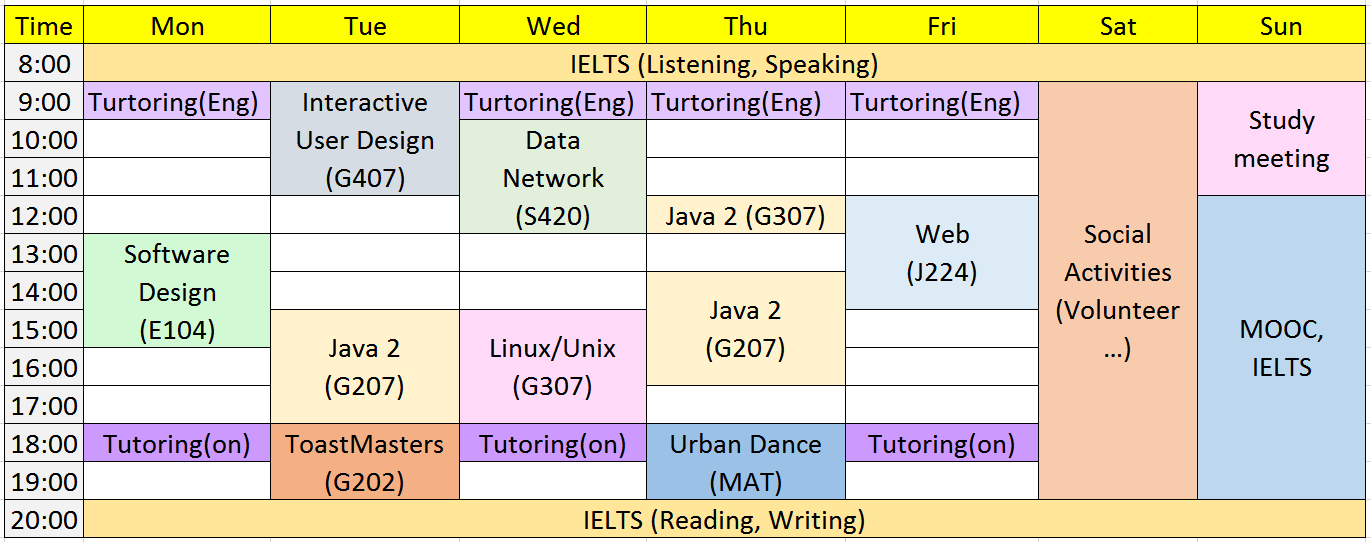 Time Mon Tue Wed Thu Fri Sat Sun
8:00 IELTS (Listening, Speaking)
9:00 Turtoring(Eng) Interactive Turtoring(Eng) Turtoring(Eng) Turtoring(Eng)
Study
10:00 User Design Data
11:00 (G407) Network meeting
12:00 (S420) Java 2 (G307)
Web Social
13:00 Software
14:00 Design (J224) Activities
15:00 (E104) Java 2 (Volunteer MOOC,
16:00 Java 2 Linux/Unix (G207) …) IELTS
17:00 (G207) (G307)
18:00 Tutoring(on) ToastMasters Tutoring(on) Urban Dance Tutoring(on)
19:00 (G202) (MAT)
20:00 IELTS (Reading, Writing)